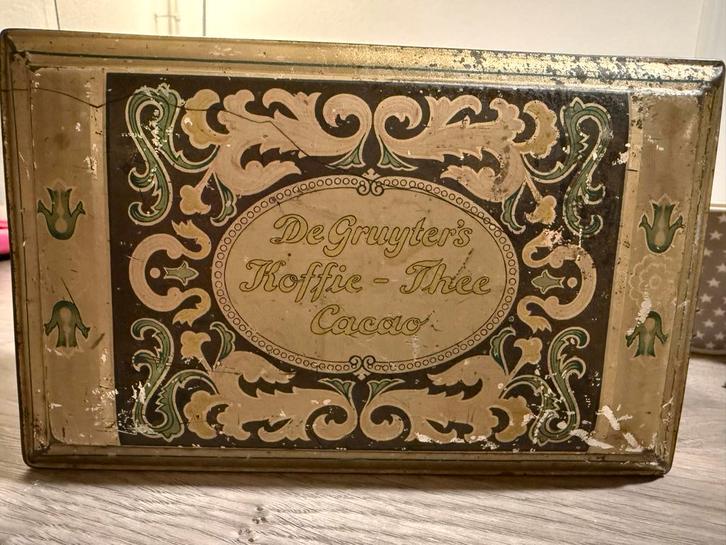 De Gruyter's
Koffie - Thee
Cacao